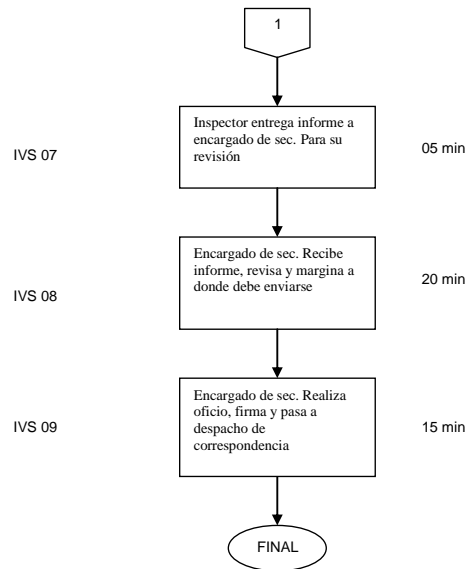 1
Inspector entrega informe a
encargado de sec. Para su
revisión
IVS 07
05 min
Encargado de sec. Recibe
informe, revisa y margina a
donde debe enviarse
IVS 08
20 min
Encargado de sec. Realiza
oficio, firma y pasa a
despacho de
correspondencia
IVS 09
15 min
FINAL